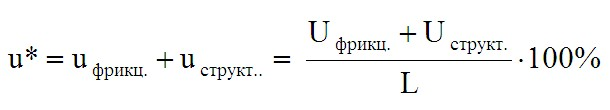 u* = u фрикц. + u структ.. = U фрикц. + U структ. / L · 100%